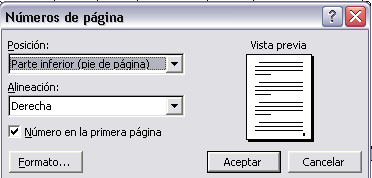 Números de página
Posición:
Parte inferior (pie de página)
Alineación:
Derecha
Número en la primera página
Vista previa
Formato...
Aceptar
Cancelar